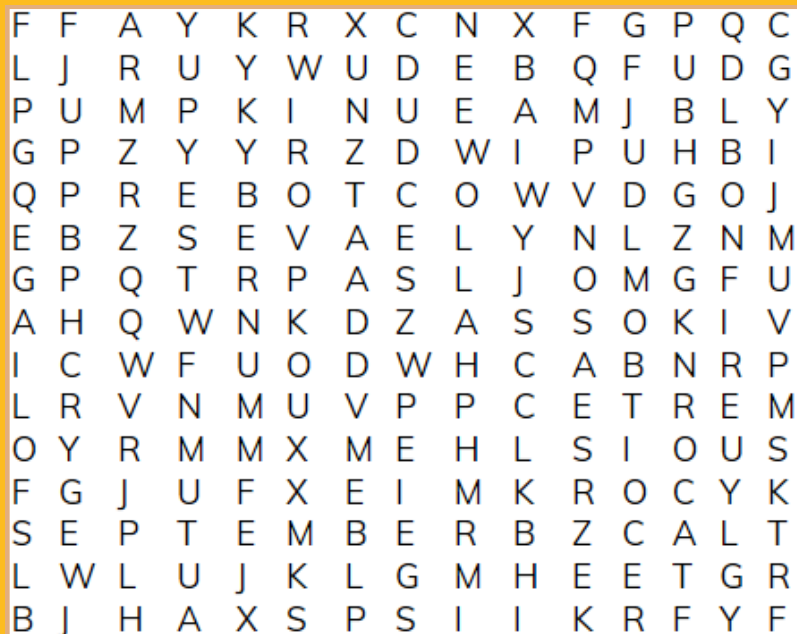 F F A Y K R X C N X F G P Q C
L J R U Y W U D E B Q F U D G
P U M P K I N U E A M J B L Y
G P Z Y Y R Z D W I P U H B I
Q P R E B O T C O W V D G O J
E B Z S E V A E L Y N L Z N M
G P Q T R P A S L J O M G F U
A H Q W N K D Z A S S O K I V
I C W F U O D W H C A B N R P
L R V N M U V P P C E T R E M
O Y R M M X M E H L S I O U S
F G J U F X E I M K R O C Y K
S E P T E M B E R B Z C A L T
L W L U J K L G M H E E T G R
B J H A X S P S I I K R F Y F